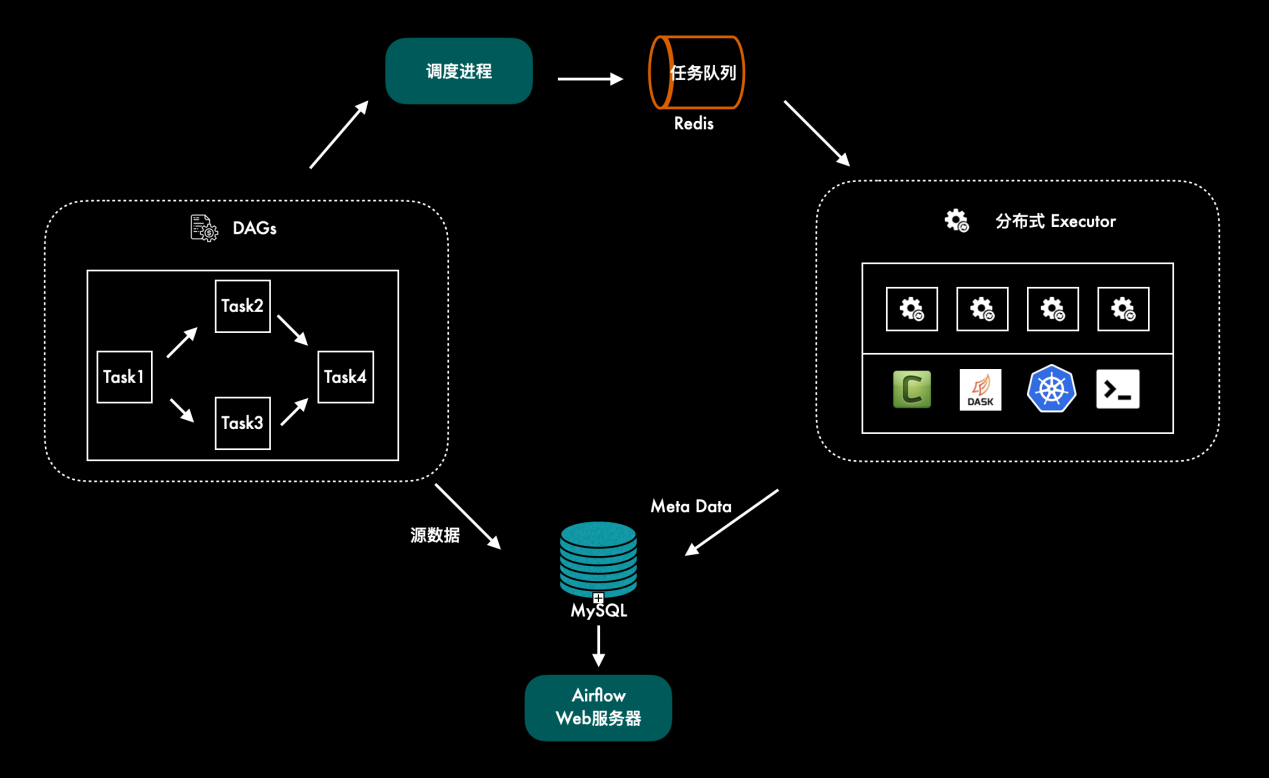 调度进程
任务队列
Redis
DAGs
Task1
Task2
Task3
Task4
分布式 Executor
C
DASK
>_
源数据
Meta Data
MySQL
Airflow
Web服务器